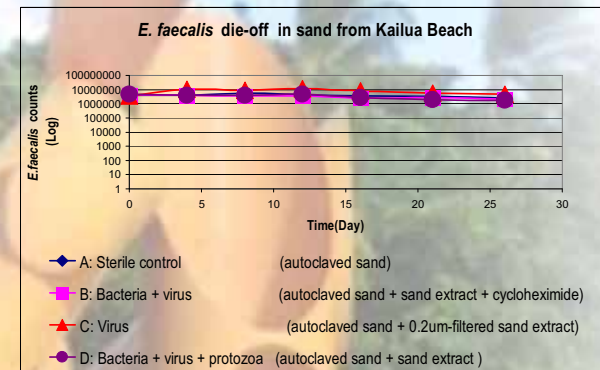 E. faecalis die-off in sand from Kailua Beach
E.faecalis counts
(Log)
100000000
10000000
1000000
100000
10000
1000
100
10
1
0 5 10 15 20 25 30
Time(Day)
A: Sterile control (autoclaved sand)
B: Bacteria + virus (autoclaved sand + sand extract + cycloheximide)
C: Virus (autoclaved sand + 0.2um-filtered sand extract)
D: Bacteria + virus + protozoa (autoclaved sand + sand extract )